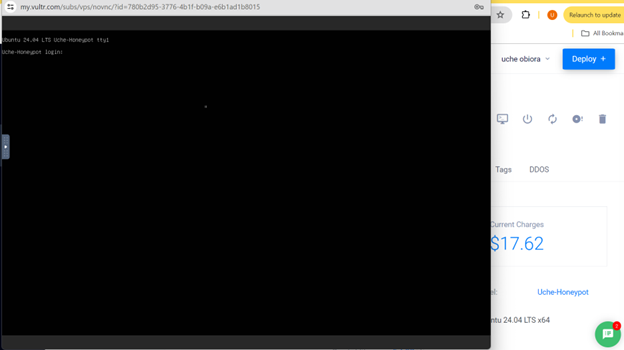 my.vultr.com/subs/vps/novnc/?id=780b2d95-3776-4b1f-b09a-e6b1ad1b8015
Relaunch to update
All Bookma
Ubuntu 24.04 LTS Uche-Honeypot tty1
Uche-Honeypot login:
uche obiora
Deploy +
Tags
DDOS
Current Charges
$17.62
el:
Uche-Honeypot
ntu 24.04 LTS x64